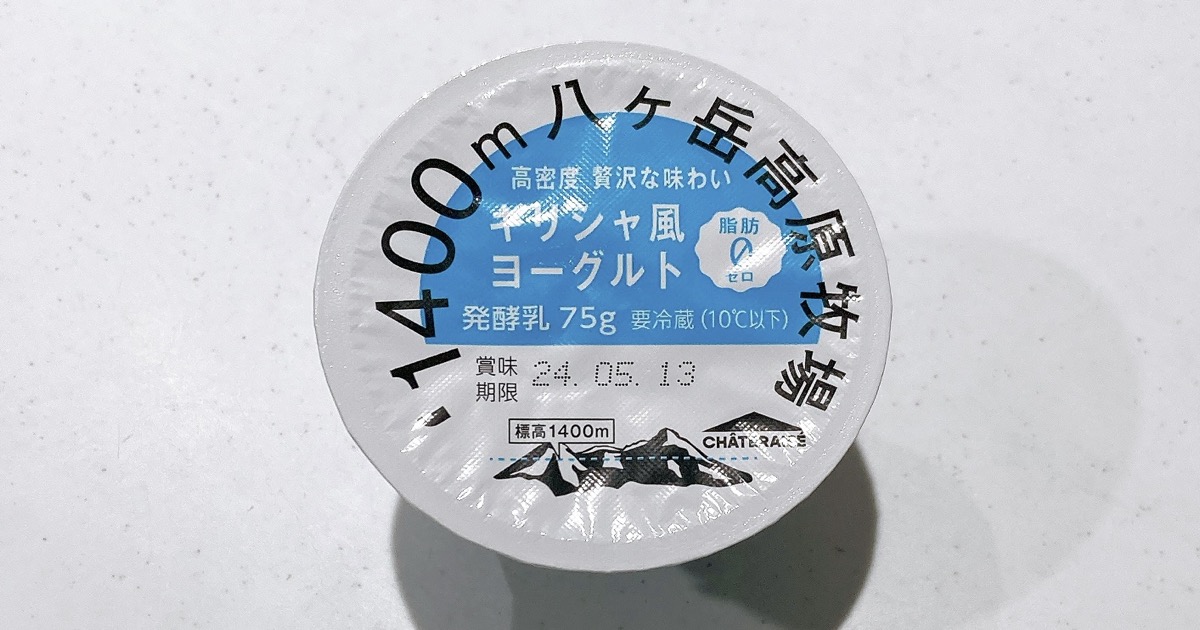 1400m八ヶ岳高原牧場
高密度 贅沢な味わい
ギリシャ風
ヨーグルト
脂肪
0
ゼロ
発酵乳 75g 要冷蔵(10℃以下)
賞味
期限
24. 05. 13
標高1400m
CHÂTERAISÉ